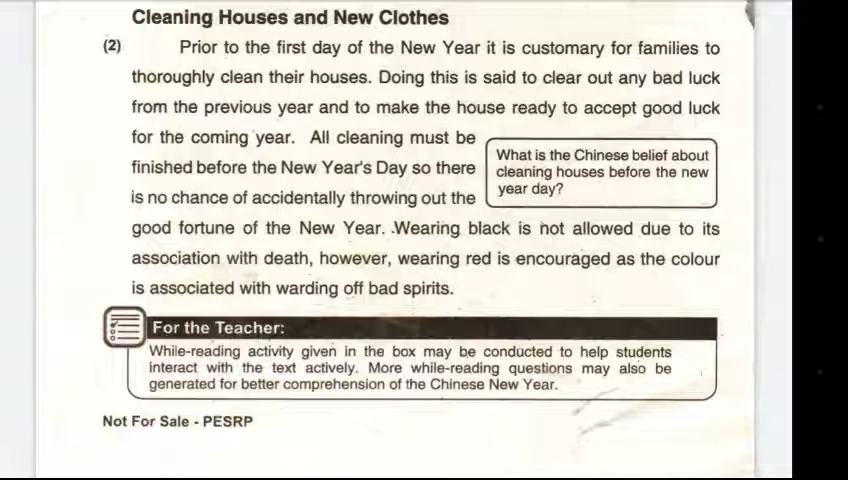 Cleaning Houses and New Clothes
(2) Prior to the first day of the New Year it is customary for families to
thoroughly clean their houses. Doing this is said to clear out any bad luck
from the previous year and to make the house ready to accept good luck
for the coming year. All cleaning must be
finished before the New Year's Day so there
is no chance of accidentally throwing out the
What is the Chinese belief about
cleaning houses before the new
year day?
good fortune of the New Year. Wearing black is not allowed due to its
association with death, however, wearing red is encouraged as the colour
is associated with warding off bad spirits.
For the Teacher:
While-reading activity given in the box may be conducted to help students
interact with the text actively. More while-reading questions may also be
generated for better comprehension of the Chinese New Year.
Not For Sale - PESRP